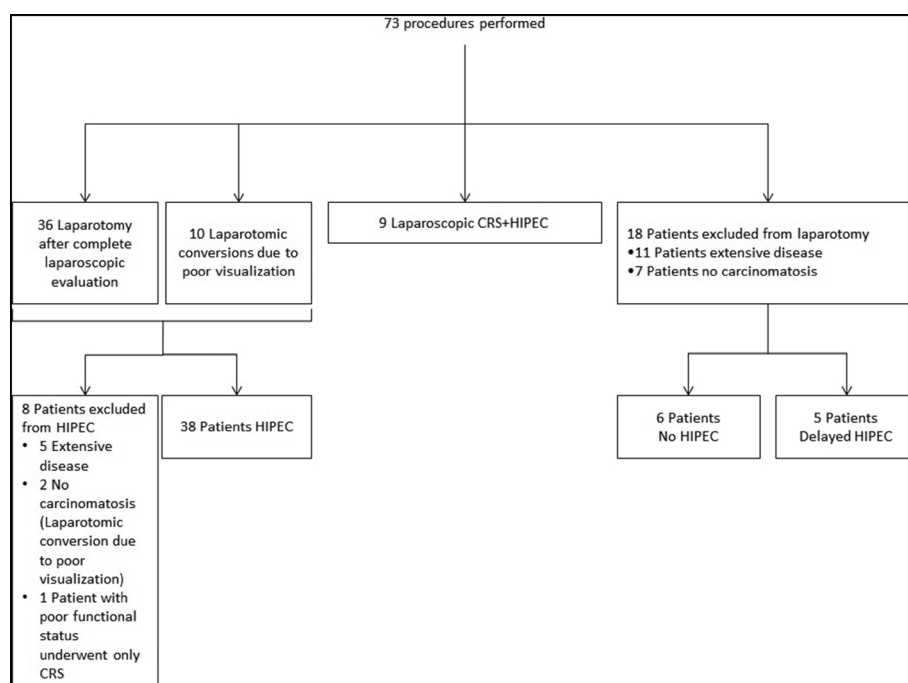 73 procedures performed
36 Laparotomy
after complete
laparoscopic
evaluation
10 Laparotomic
conversions due to
poor visualization
9 Laparoscopic CRS+HIPEC
18 Patients excluded from laparotomy
•11 Patients extensive disease
•7 Patients no carcinomatosis
8 Patients excluded
from HIPEC
• 5 Extensive
disease
• 2 No
carcinomatosis
(Laparotomic
conversion due
to poor
visualization)
• 1 Patient with
poor functional
status
underwent only
CRS
38 Patients HIPEC
6 Patients
No HIPEC
5 Patients
Delayed HIPEC